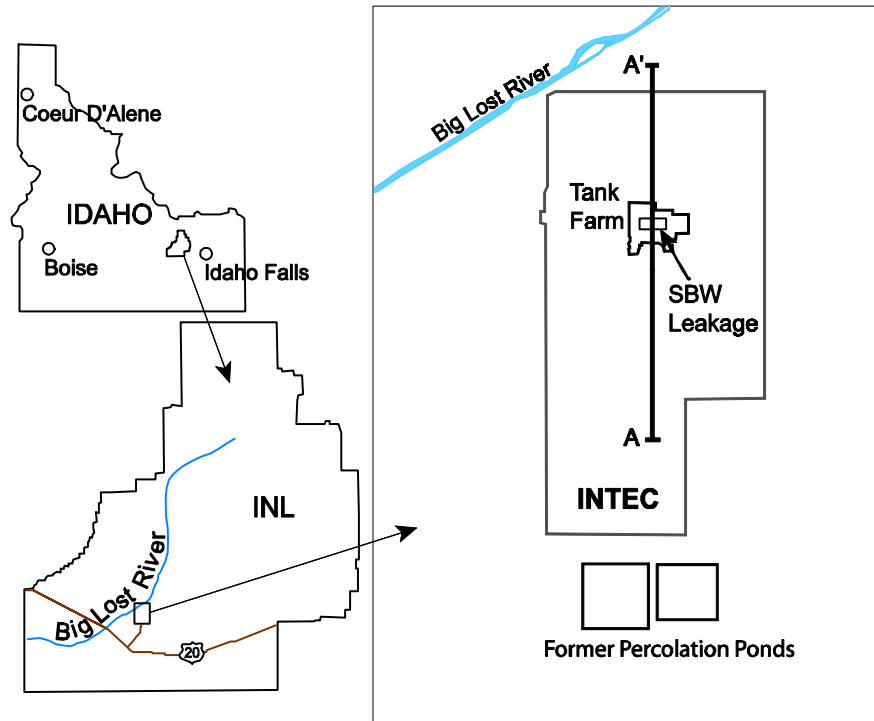 Coeur D'Alene
IDAHO
Boise
Idaho Falls
INL
Big Lost River
20
Big Lost River
A'
Tank
Farm
SBW
Leakage
A
INTEC
Former Percolation Ponds